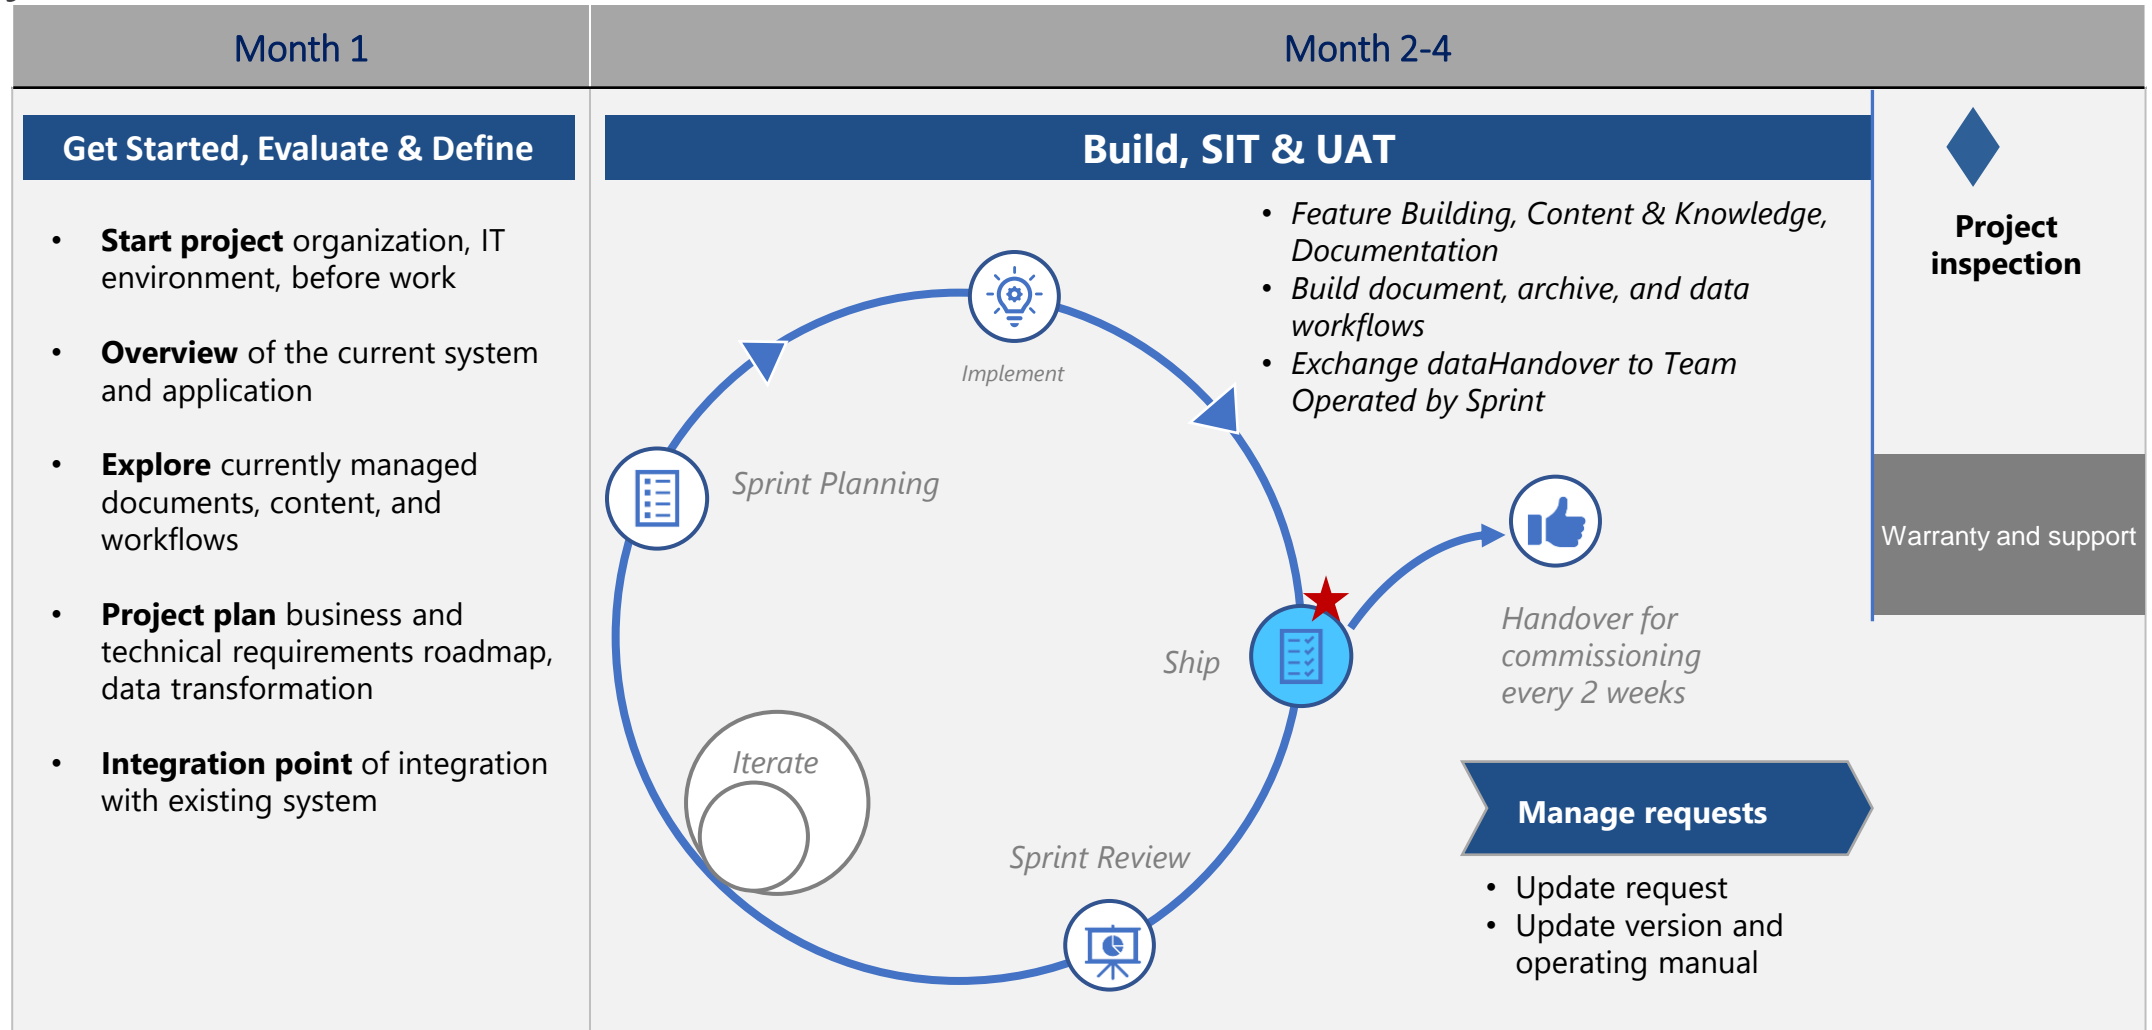 Month 1
Month 2-4
Get Started, Evaluate & Define
• Start project organization, IT
environment, before work
• Overview of the current system
and application
• Explore currently managed
documents, content, and
workflows
• Project plan business and
technical requirements roadmap,
data transformation
• Integration point of integration
with existing system
Build, SIT & UAT
• Feature Building, Content & Knowledge,
Documentation
• Build document, archive, and data
workflows
• Exchange dataHandover to Team
Operated by Sprint
Implement
Sprint Planning
Ship
Handover for
commissioning
every 2 weeks
Iterate
Sprint Review
Manage requests
• Update request
• Update version and
operating manual
Project
inspection
Warranty and support